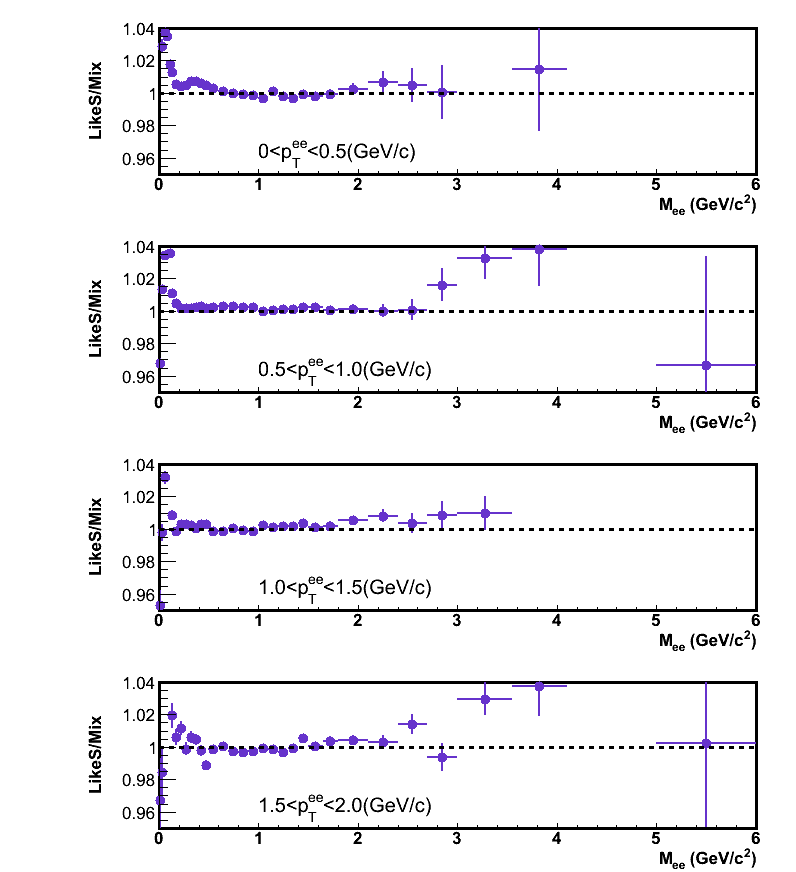 LikeS/Mix
1.04
1.02
1
0.98
0.96
0<p_T^ee<0.5(GeV/c)
0 1 2 3 4 5 6
M_ee (GeV/c^2)
LikeS/Mix
1.04
1.02
1
0.98
0.96
0.5<p_T^ee<1.0(GeV/c)
0 1 2 3 4 5 6
M_ee (GeV/c^2)
LikeS/Mix
1.04
1.02
1
0.98
0.96
1.0<p_T^ee<1.5(GeV/c)
0 1 2 3 4 5 6
M_ee (GeV/c^2)
LikeS/Mix
1.04
1.02
1
0.98
0.96
1.5<p_T^ee<2.0(GeV/c)
0 1 2 3 4 5 6
M_ee (GeV/c^2)